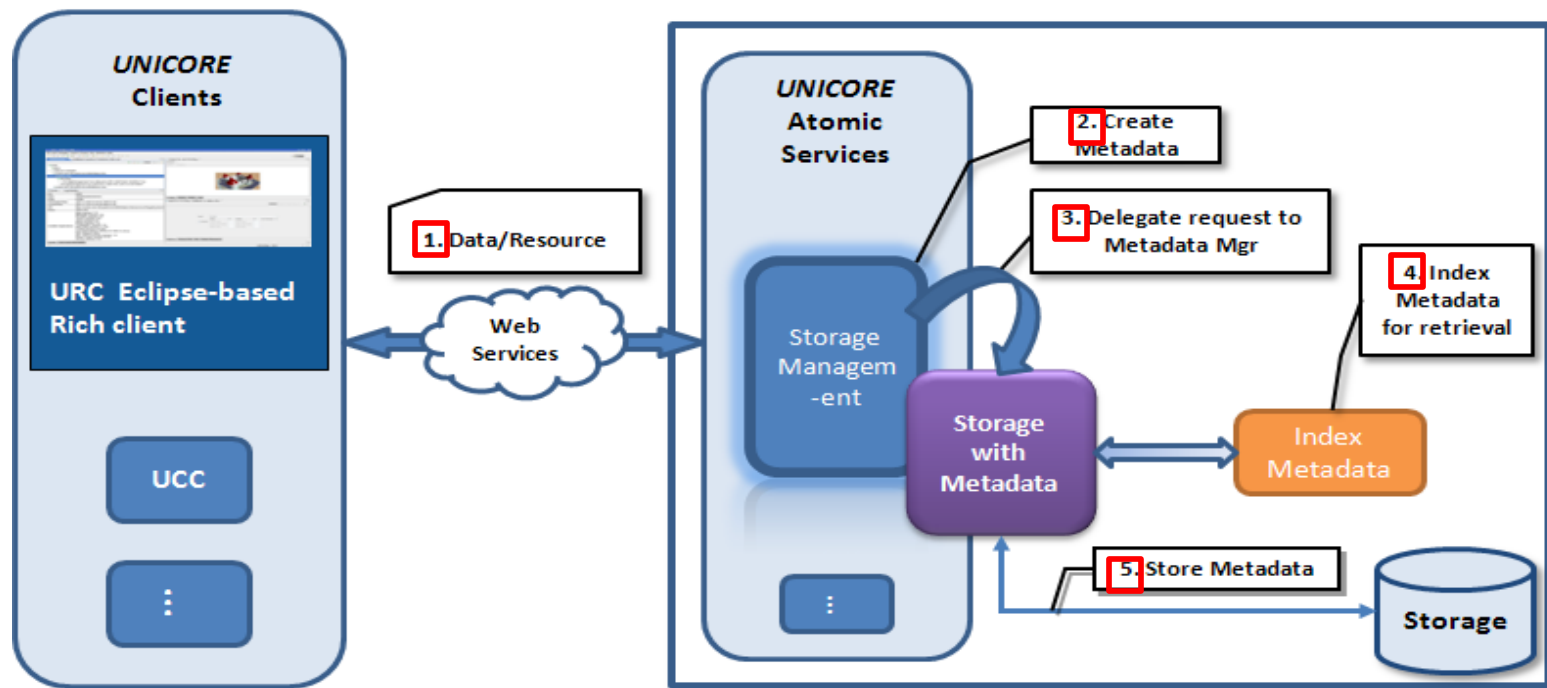 UNICORE
Clients
URC Eclipse-based
Rich client
UCC
...
1. Data/Resource
Web
Services
UNICORE
Atomic
Services
Storage
Managem
-ent
...
2. Create
Metadata
3. Delegate request to
Metadata Mgr
4. Index
Metadata
for retrieval
Storage
with
Metadata
Index
Metadata
5. Store Metadata
Storage